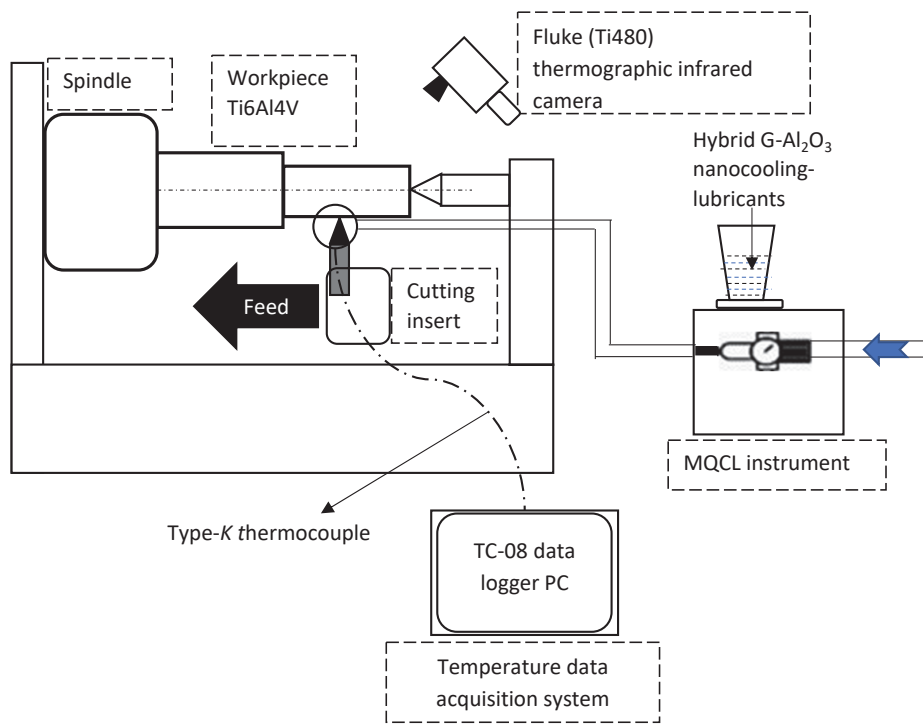 Spindle
Workpiece
Ti6Al4V
Fluke (Ti480)
thermographic infrared
camera
Hybrid G-Al₂O₃
nanocooling-
lubricants
Feed
Cutting
insert
MQCL instrument
Type-K thermocouple
TC-08 data
logger PC
Temperature data
acquisition system